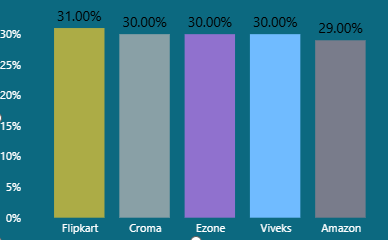 31.00%
30.00%
30.00%
30.00%
29.00%
30%
25%
20%
15%
10%
5%
0%
Flipkart
Croma
Ezone
Viveks
Amazon